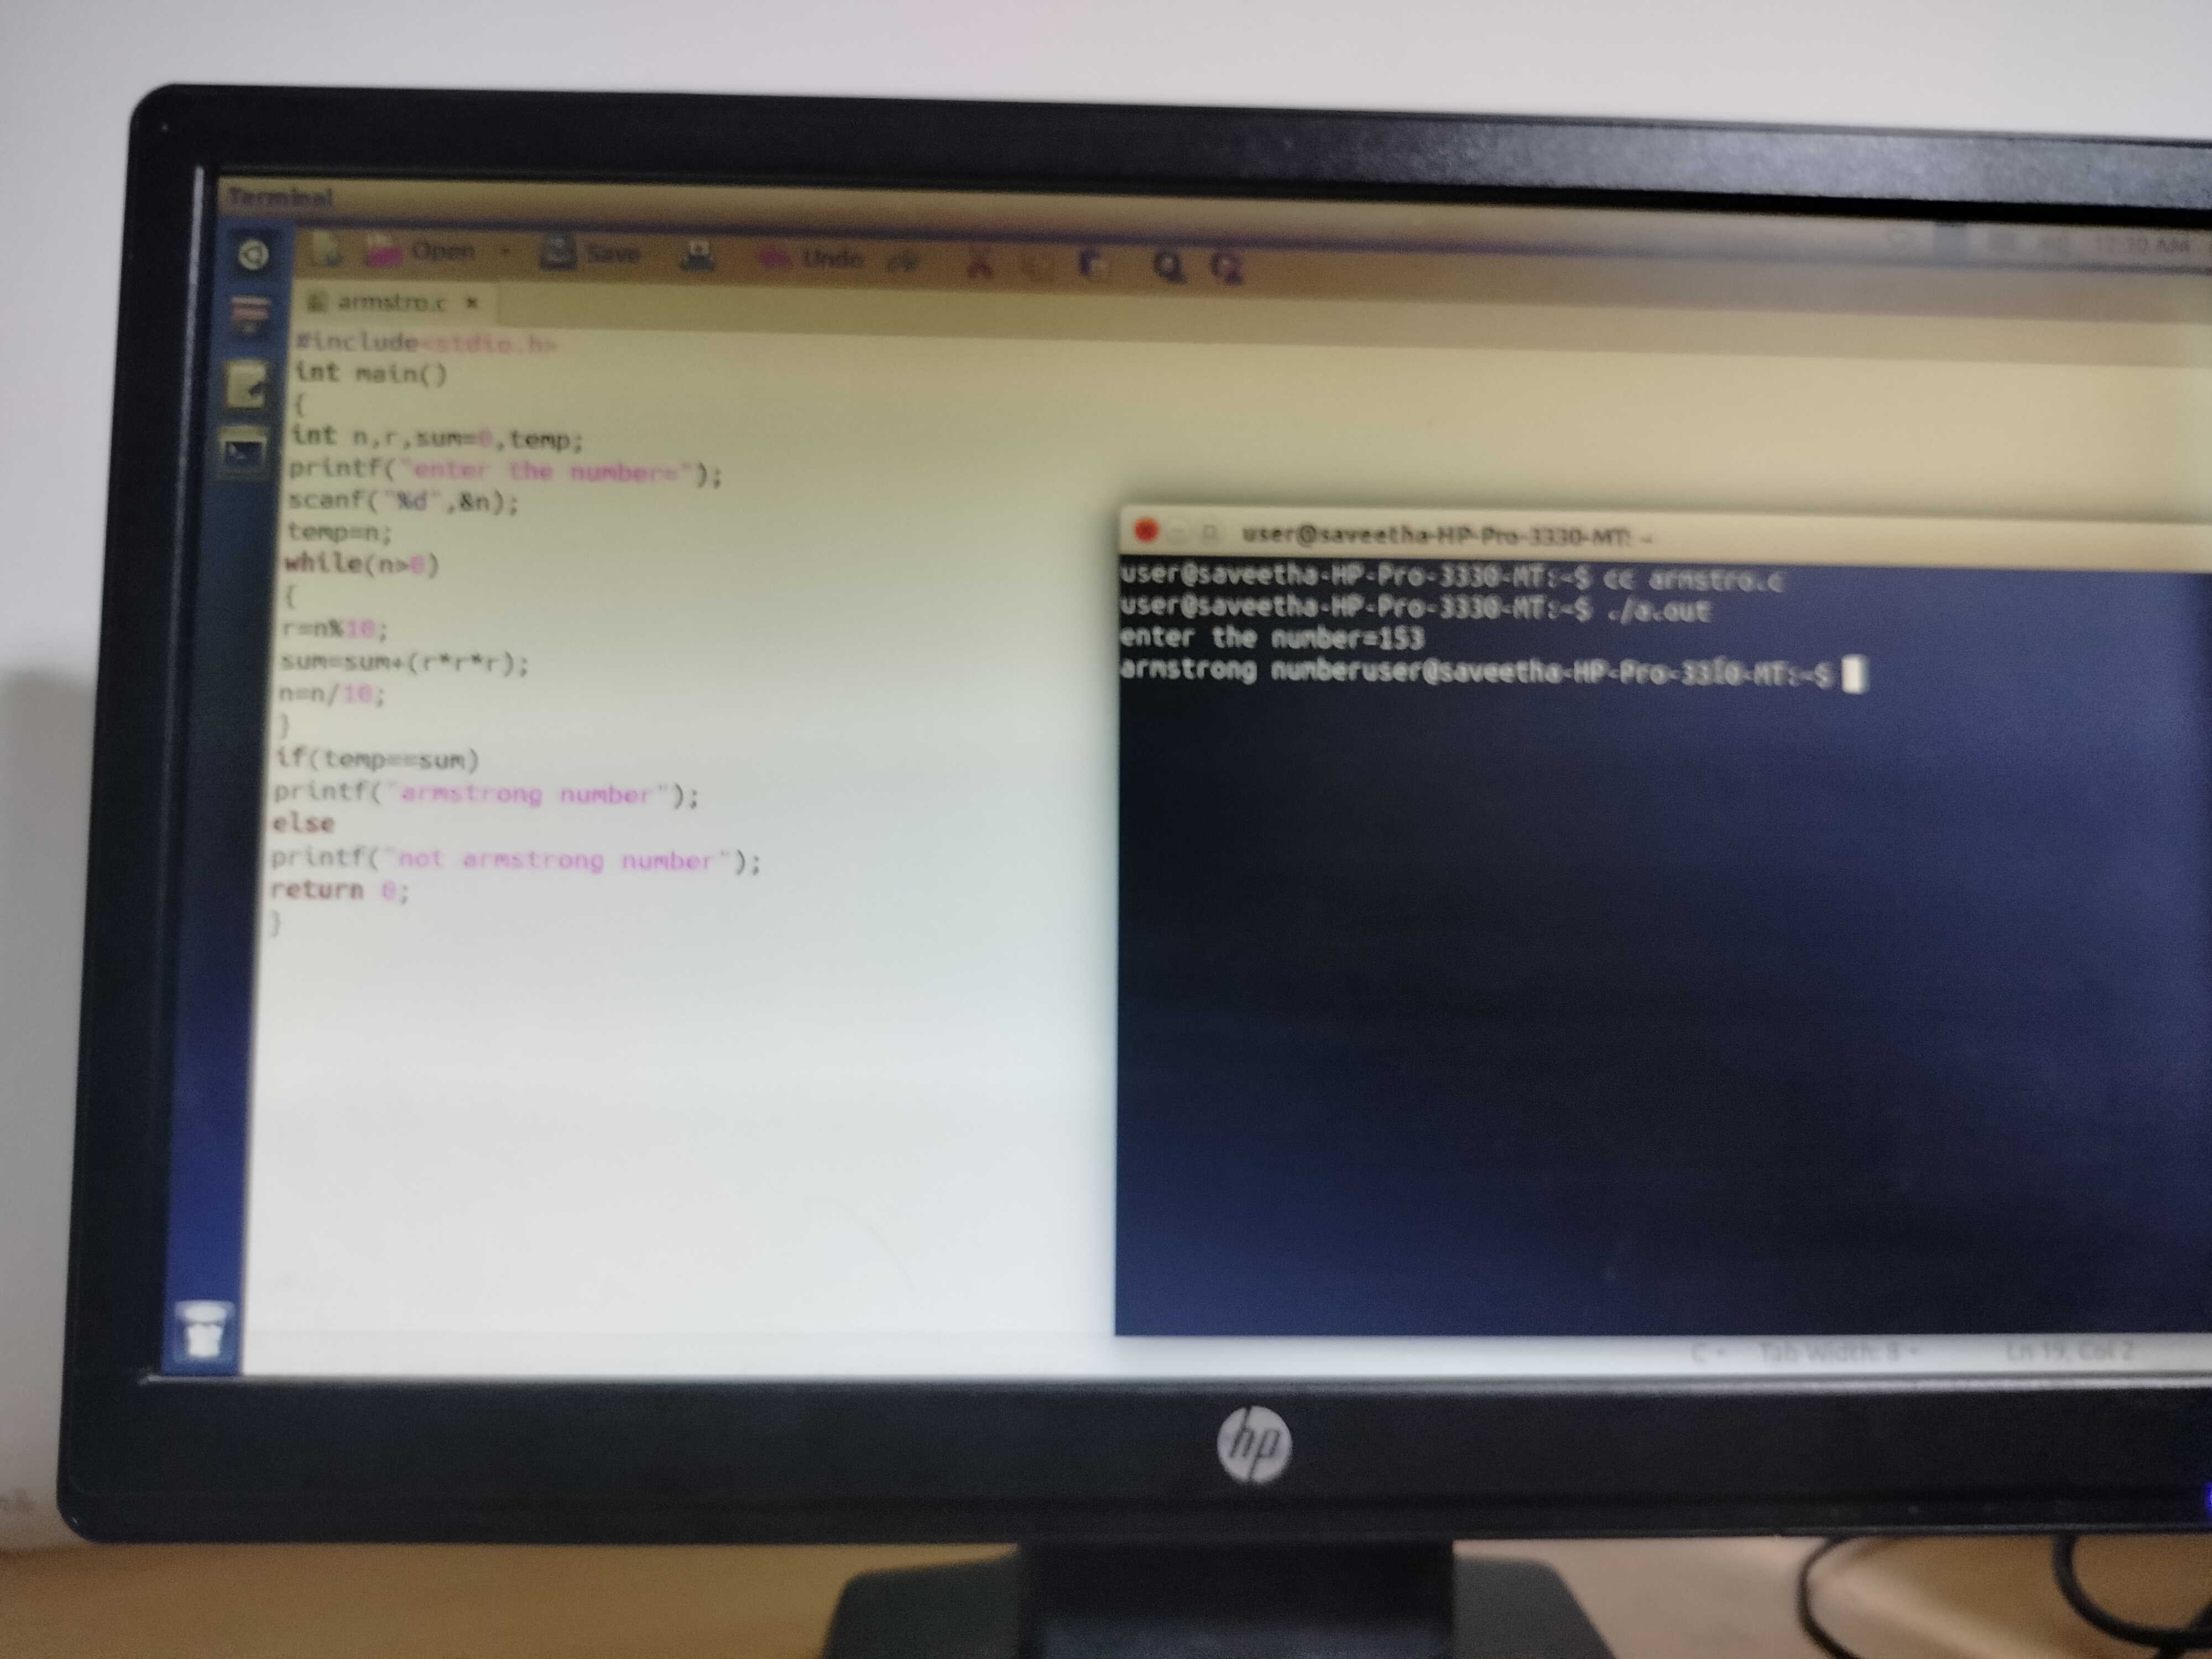 Terminal
Open Save Undo
12:30 AM
armstro.c ×
#include<stdio.h>
int main()
{
int n,r,sum=0,temp;
printf("enter the number=");
scanf("%d",&n);
temp=n;
while(n>0)
{
r=n%10;
sum=sum+(r*r*r);
n=n/10;
}
if(temp==sum)
printf("armstrong number");
else
printf("not armstrong number");
return 0;
}
user@saveetha-HP-Pro-3330-MT: ~
user@saveetha-HP-Pro-3330-MT:~$ cc armstro.c
user@saveetha-HP-Pro-3330-MT:~$ ./a.out
enter the number=153
armstrong numberuser@saveetha-HP-Pro-3330-MT:~$
C Tab Width: 8 Ln 19, Col 2
hp